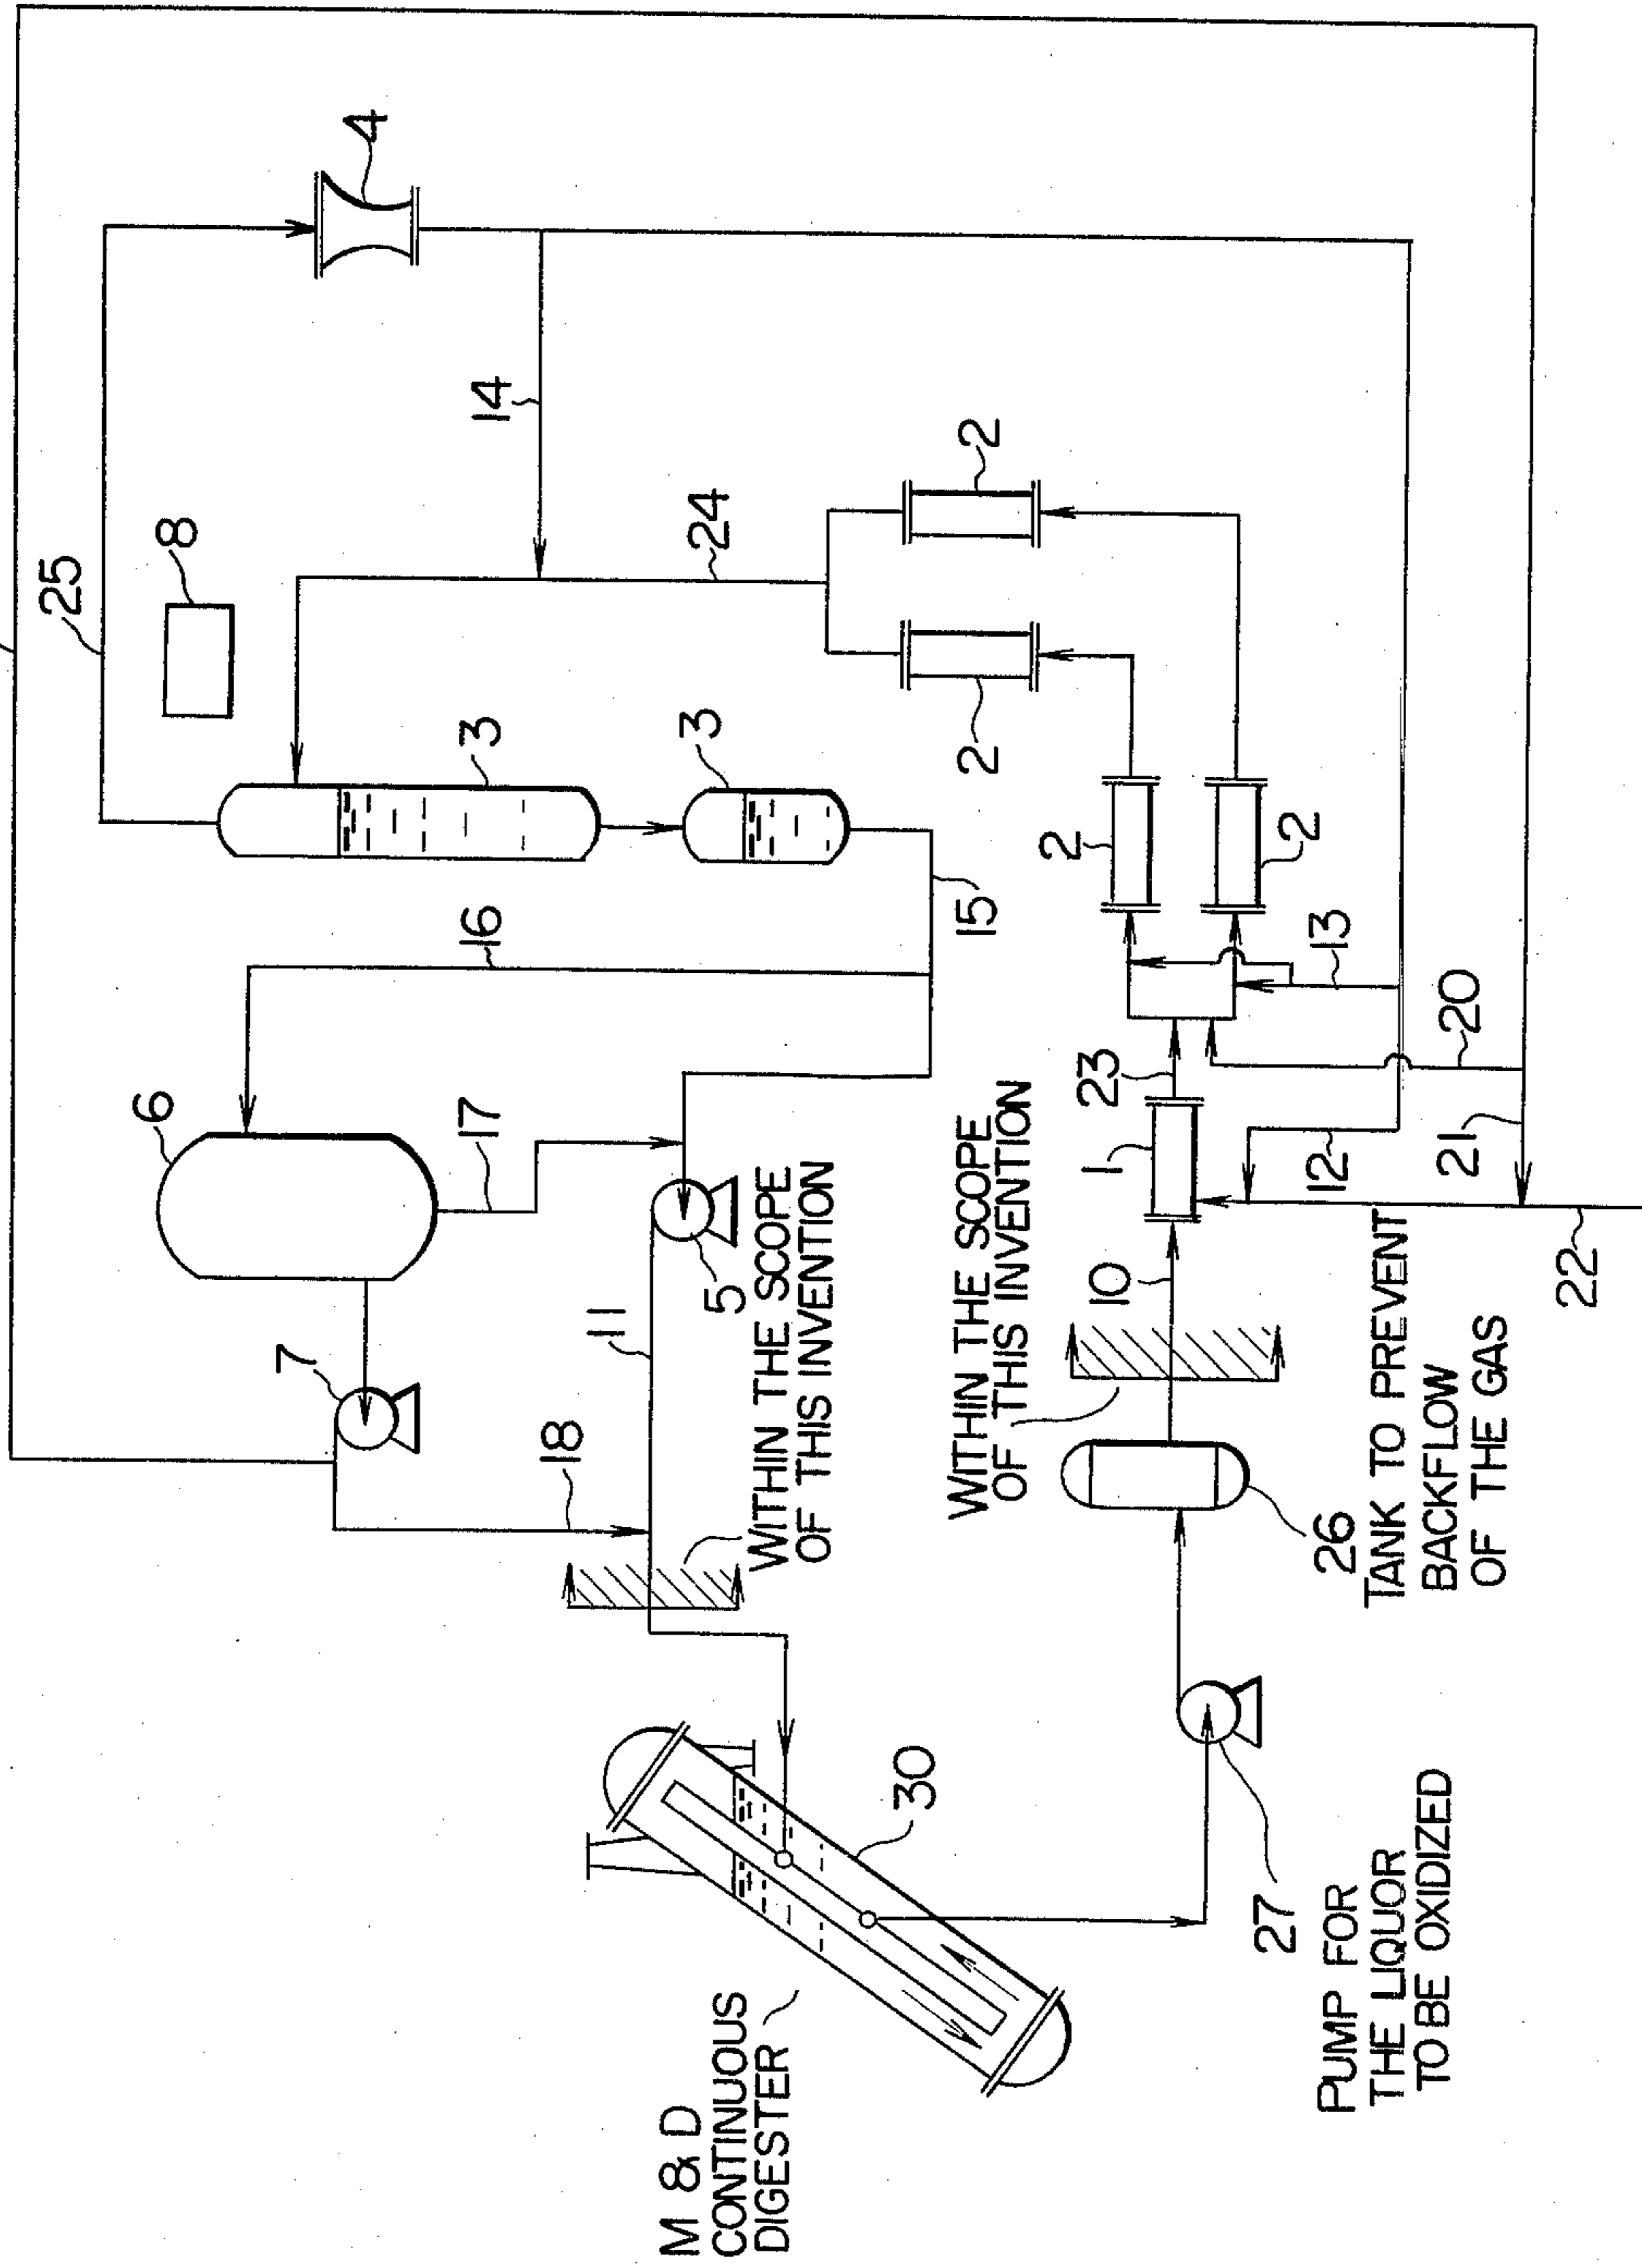 25
8
4
14
24
3
3
2
2
2
2
16
15
13
20
6
17
23
1
12
21
7
5
11
18
10
22
WITHIN THE SCOPE
OF THIS INVENTION
WITHIN THE SCOPE
OF THIS INVENTION
26
TANK TO PREVENT
BACKFLOW
OF THE GAS
30
27
PUMP FOR
THE LIQUOR
TO BE OXIDIZED
M & D
CONTINUOUS
DIGESTER